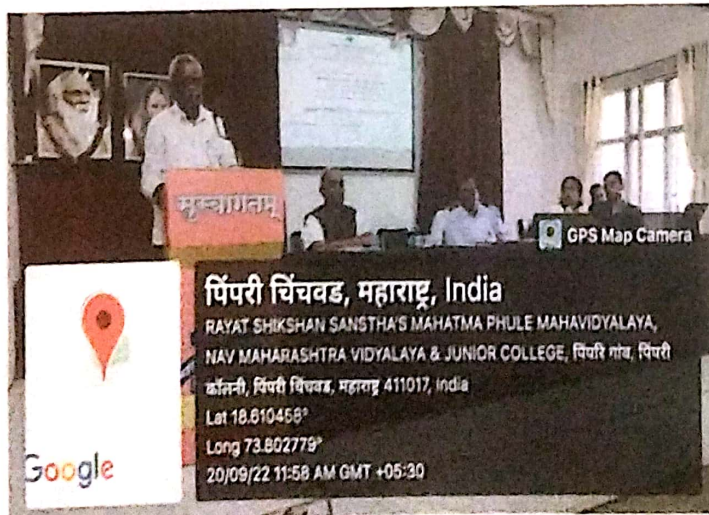 सुस्वागतम्
GPS Map Camera
पिंपरी चिंचवड, महाराष्ट्र, India
RAYAT SHIKSHAN SANSTHA'S MAHATMA PHULE MAHAVIDYALAYA,
NAV MAHARASHTRA VIDYALAYA & JUNIOR COLLEGE, पिंपरि गांव, पिंपरी
कॉलनी, पिंपरी चिंचवड, महाराष्ट्र 411017, India
Lat 18.610458°
Long 73.802779°
20/09/22 11:58 AM GMT +05:30
Google